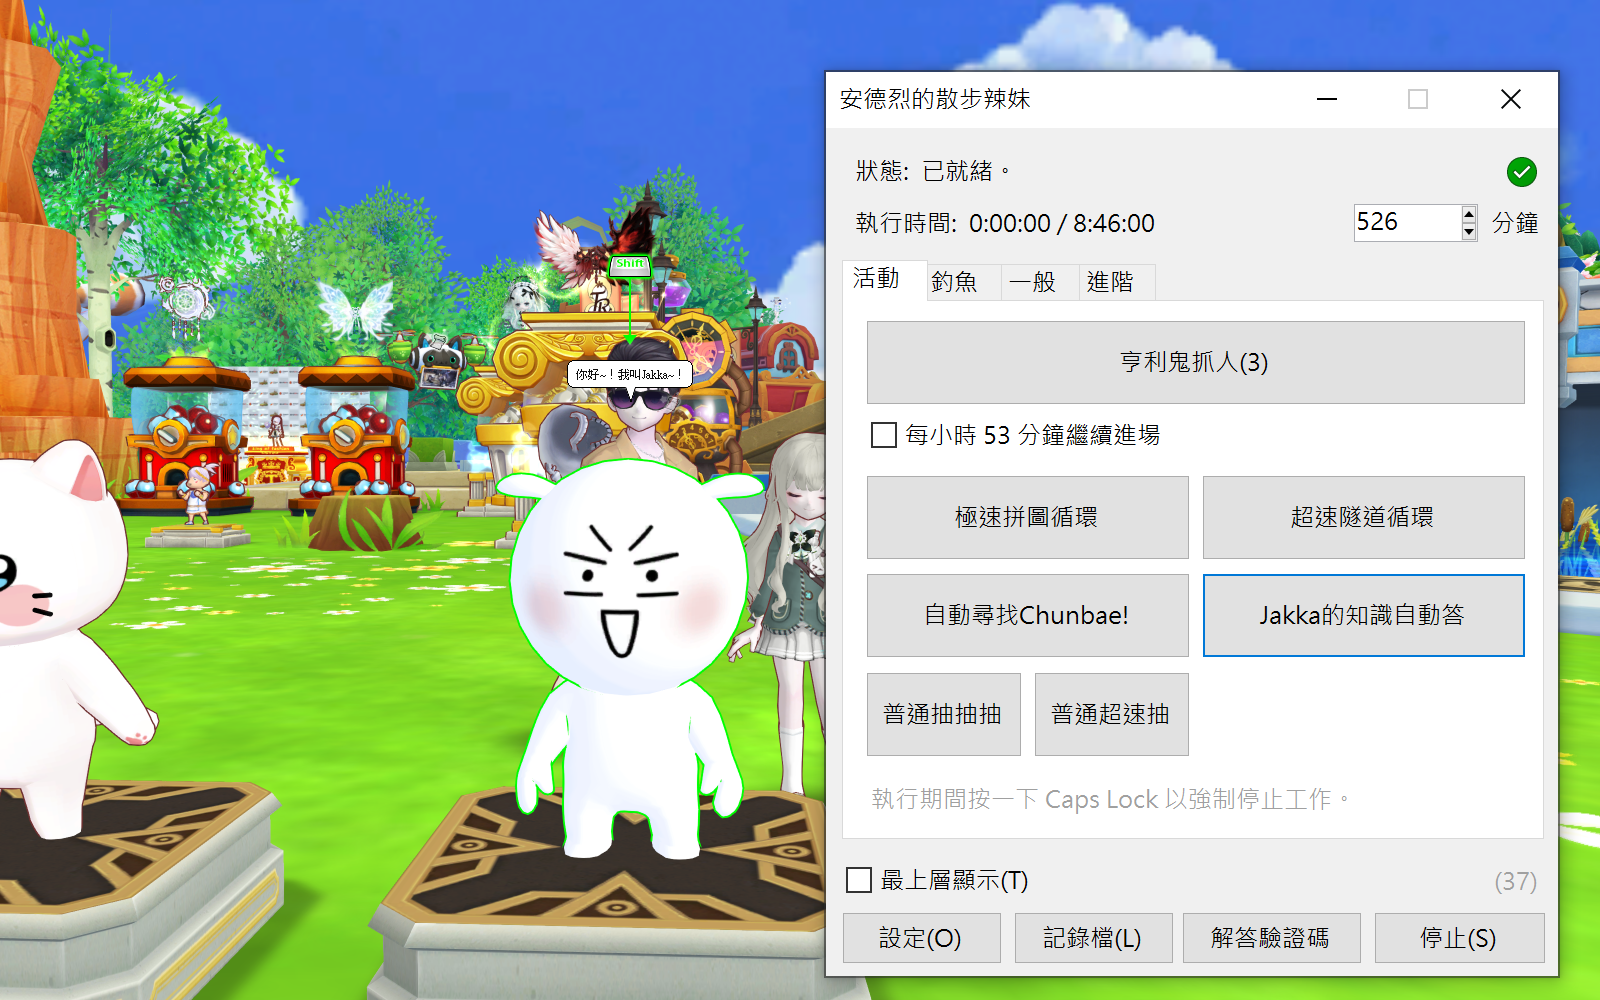 安德烈的散步辣妹
狀態: 已就緒。
執行時間: 0:00:00 / 8:46:00
526 分鐘
活動 釣魚 一般 進階
亨利鬼抓人(3)
每小時 53 分鐘繼續進場
極速拼圖循環 超速隧道循環
自動尋找Chunbae! Jakka的知識自動答
普通抽抽抽 普通超速抽
執行期間按一下 Caps Lock 以強制停止工作。
最上層顯示(T) (37)
設定(O) 記錄檔(L) 解答驗證碼 停止(S)
Shift
你好~！我叫Jakka~！